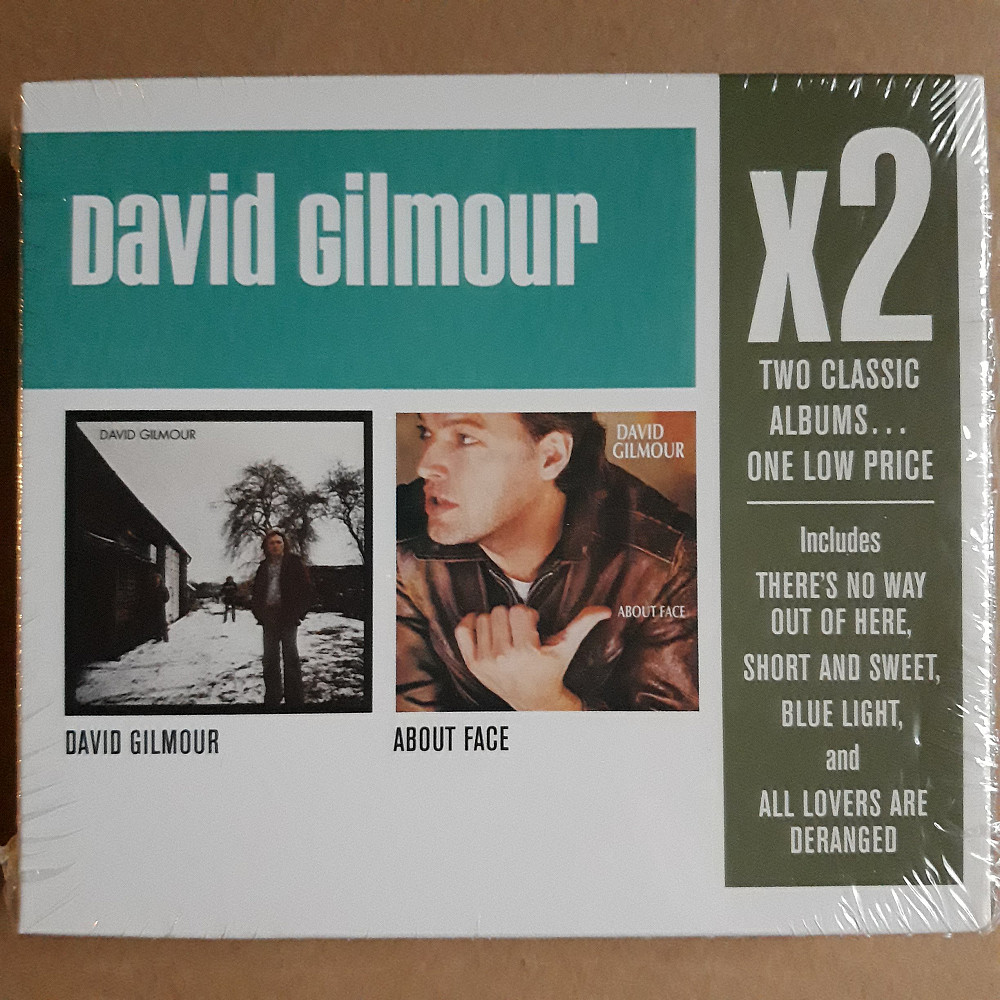 David Gilmour
x2
TWO CLASSIC
ALBUMS...
ONE LOW PRICE
Includes
THERE'S NO WAY
OUT OF HERE,
SHORT AND SWEET,
BLUE LIGHT,
and
ALL LOVERS ARE
DERANGED
DAVID GILMOUR
DAVID
GILMOUR
ABOUT FACE
DAVID GILMOUR
ABOUT FACE